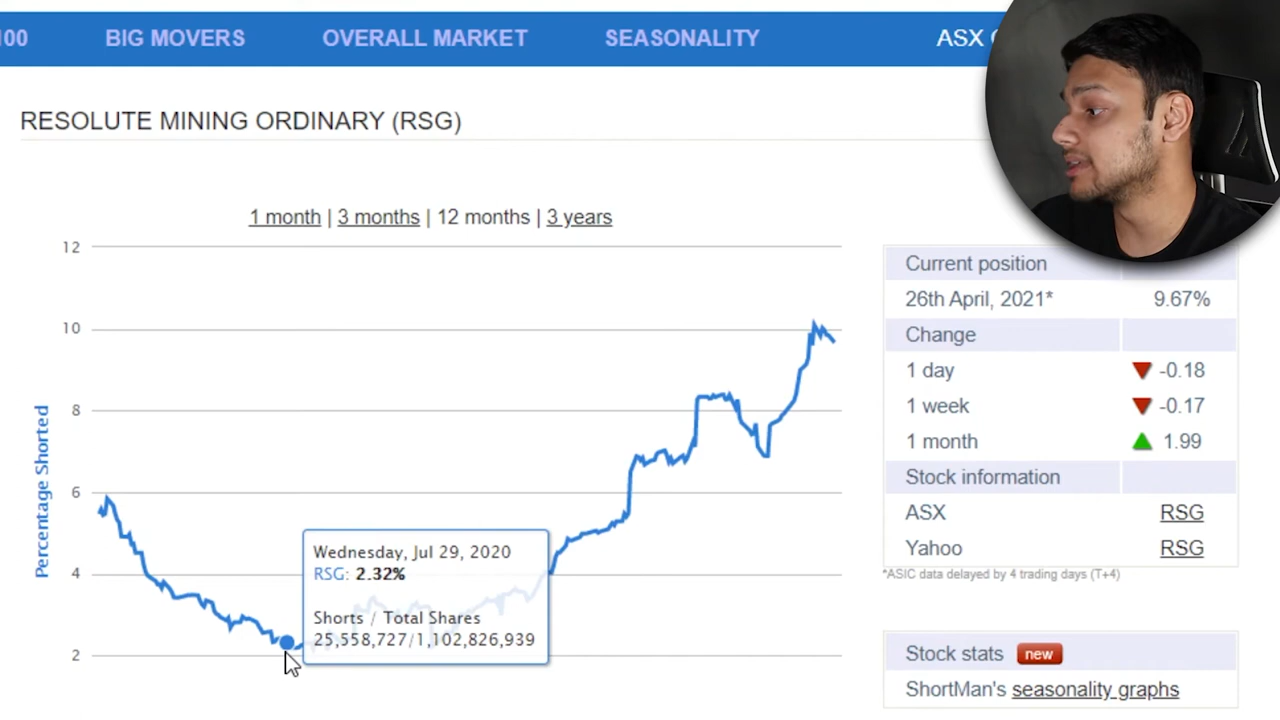 100 BIG MOVERS OVERALL MARKET SEASONALITY ASX
RESOLUTE MINING ORDINARY (RSG)
1 month | 3 months | 12 months | 3 years
12
10
8
6
4
2
Percentage Shorted
Wednesday, Jul 29, 2020
RSG: 2.32%
Shorts / Total Shares
25,558,727/1,102,826,939
Current position
26th April, 2021* 9.67%
Change
1 day -0.18
1 week -0.17
1 month 1.99
Stock information
ASX RSG
Yahoo RSG
*ASIC data delayed by 4 trading days (T+4)
Stock stats new
ShortMan's seasonality graphs